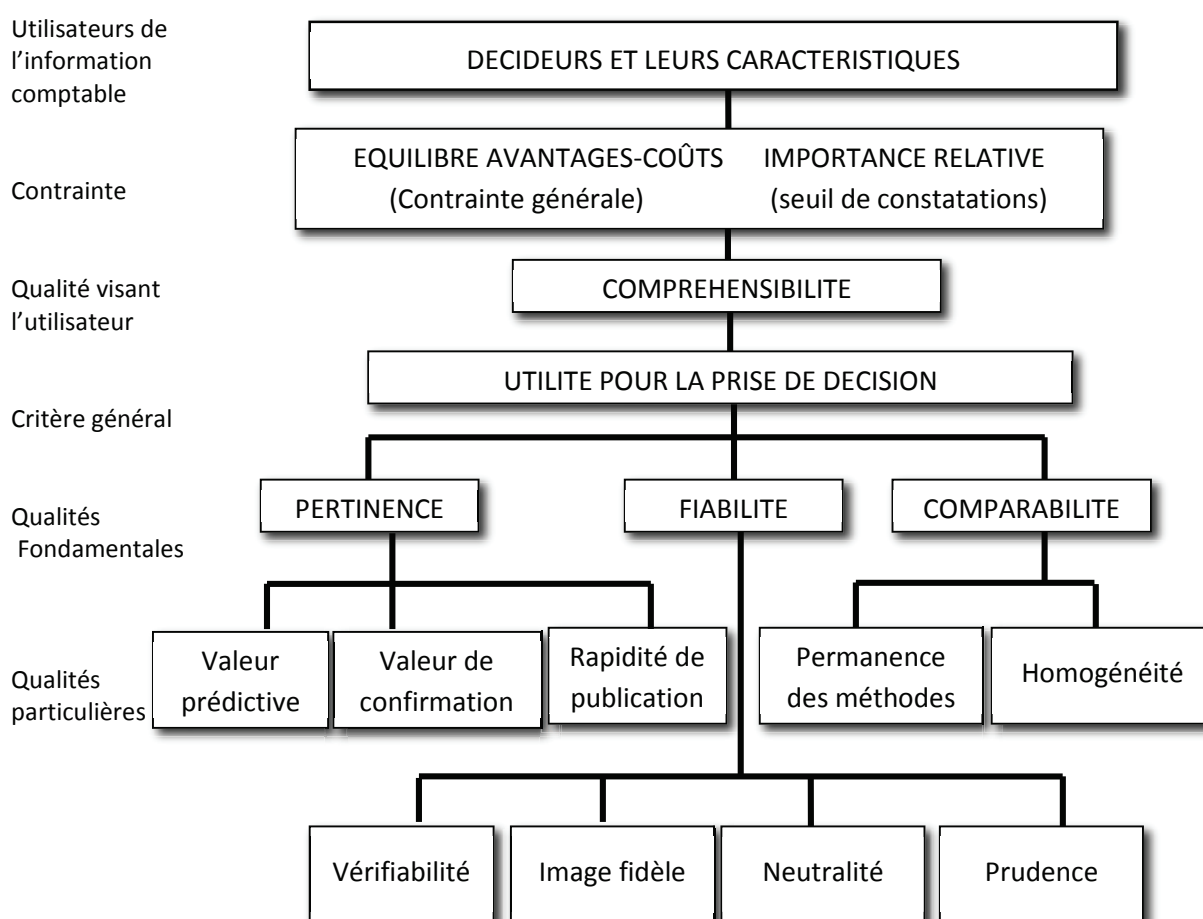 Utilisateurs de
l’information
comptable
DECIDEURS ET LEURS CARACTERISTIQUES
Contrainte
EQUILIBRE AVANTAGES-COÛTS IMPORTANCE RELATIVE
(Contrainte générale) (seuil de constatations)
Qualité visant
l’utilisateur
COMPREHENSIBILITE
UTILITE POUR LA PRISE DE DECISION
Critère général
Qualités
Fondamentales
PERTINENCE
FIABILITE
COMPARABILITE
Qualités
particulières
Valeur
prédictive
Valeur de
confirmation
Rapidité de
publication
Permanence
des méthodes
Homogénéité
Vérifiabilité
Image fidèle
Neutralité
Prudence